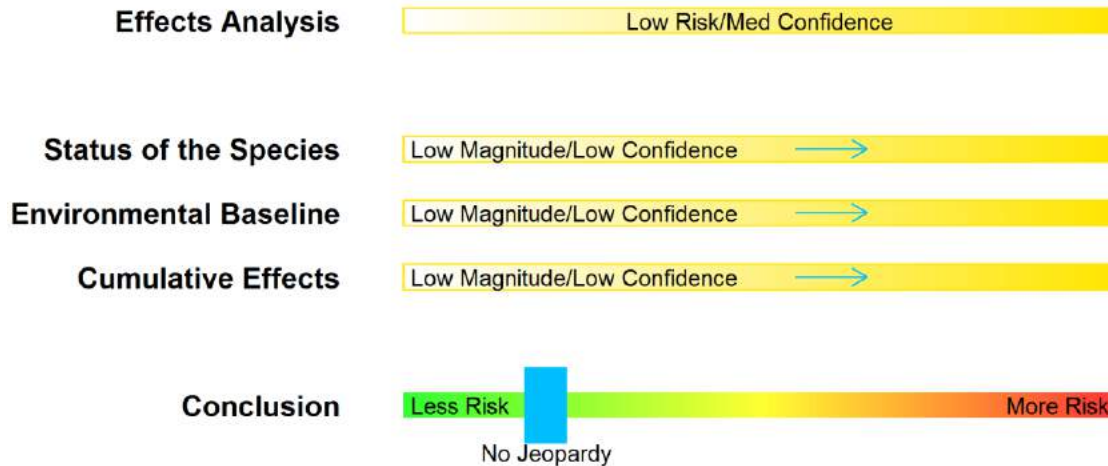 Effects Analysis Low Risk/Med Confidence
Status of the Species Low Magnitude/Low Confidence
Environmental Baseline Low Magnitude/Low Confidence
Cumulative Effects Low Magnitude/Low Confidence
Conclusion Less Risk More Risk
No Jeopardy